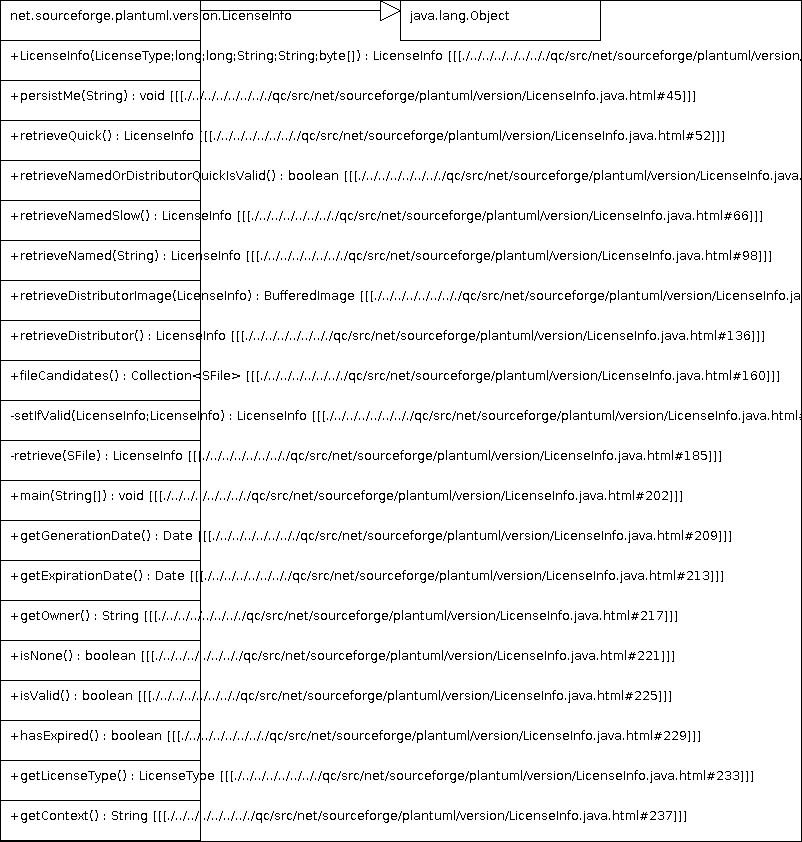 net.sourceforge.plantuml.version.LicenseInfo
java.lang.Object
+LicenseInfo(LicenseType;long;long;String;String;byte[]) : LicenseInfo [[[./../../../../../../../qc/src/net/sourceforge/plantuml/version/
+persistMe(String) : void [[[./../../../../../../../qc/src/net/sourceforge/plantuml/version/LicenseInfo.java.html#45]]]
+retrieveQuick() : LicenseInfo [[[./../../../../../../../qc/src/net/sourceforge/plantuml/version/LicenseInfo.java.html#52]]]
+retrieveNamedOrDistributorQuickIsValid() : boolean [[[./../../../../../../../qc/src/net/sourceforge/plantuml/version/LicenseInfo.java.
+retrieveNamedSlow() : LicenseInfo [[[./../../../../../../../qc/src/net/sourceforge/plantuml/version/LicenseInfo.java.html#66]]]
+retrieveNamed(String) : LicenseInfo [[[./../../../../../../../qc/src/net/sourceforge/plantuml/version/LicenseInfo.java.html#98]]]
+retrieveDistributorImage(LicenseInfo) : BufferedImage [[[./../../../../../../../qc/src/net/sourceforge/plantuml/version/LicenseInfo.ja
+retrieveDistributor() : LicenseInfo [[[./../../../../../../../qc/src/net/sourceforge/plantuml/version/LicenseInfo.java.html#136]]]
+fileCandidates() : Collection<SFile> [[[./../../../../../../../qc/src/net/sourceforge/plantuml/version/LicenseInfo.java.html#160]]]
-setIfValid(LicenseInfo;LicenseInfo) : LicenseInfo [[[./../../../../../../../qc/src/net/sourceforge/plantuml/version/LicenseInfo.java.html#
-retrieve(SFile) : LicenseInfo [[[./../../../../../../../qc/src/net/sourceforge/plantuml/version/LicenseInfo.java.html#185]]]
+main(String[]) : void [[[./../../../../../../../qc/src/net/sourceforge/plantuml/version/LicenseInfo.java.html#202]]]
+getGenerationDate() : Date [[[./../../../../../../../qc/src/net/sourceforge/plantuml/version/LicenseInfo.java.html#209]]]
+getExpirationDate() : Date [[[./../../../../../../../qc/src/net/sourceforge/plantuml/version/LicenseInfo.java.html#213]]]
+getOwner() : String [[[./../../../../../../../qc/src/net/sourceforge/plantuml/version/LicenseInfo.java.html#217]]]
+isNone() : boolean [[[./../../../../../../../qc/src/net/sourceforge/plantuml/version/LicenseInfo.java.html#221]]]
+isValid() : boolean [[[./../../../../../../../qc/src/net/sourceforge/plantuml/version/LicenseInfo.java.html#225]]]
+hasExpired() : boolean [[[./../../../../../../../qc/src/net/sourceforge/plantuml/version/LicenseInfo.java.html#229]]]
+getLicenseType() : LicenseType [[[./../../../../../../../qc/src/net/sourceforge/plantuml/version/LicenseInfo.java.html#233]]]
+getContext() : String [[[./../../../../../../../qc/src/net/sourceforge/plantuml/version/LicenseInfo.java.html#237]]]